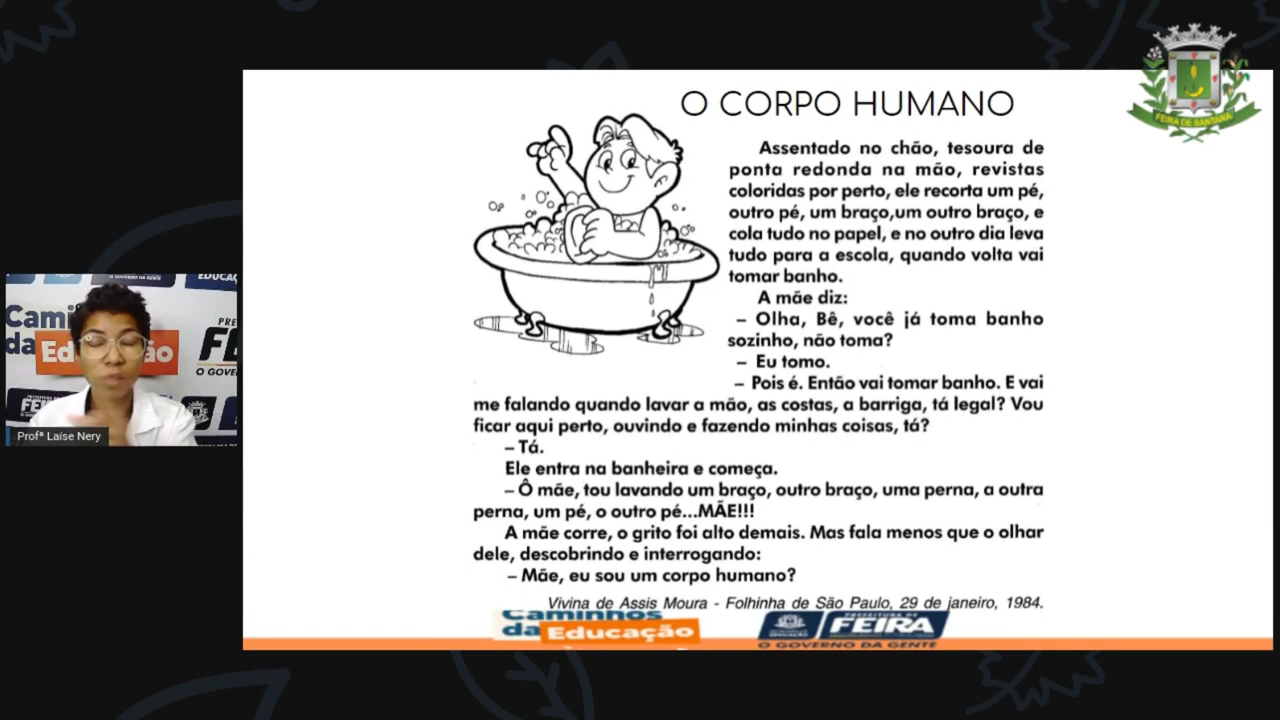 FEIRA DE SANTANA
O CORPO HUMANO
Assentado no chão, tesoura de
ponta redonda na mão, revistas
coloridas por perto, ele recorta um pé,
outro pé, um braço,um outro braço, e
cola tudo no papel, e no outro dia leva
tudo para a escola, quando volta vai
tomar banho.
A mãe diz:
– Olha, Bê, você já toma banho
sozinho, não toma?
– Eu tomo.
– Pois é. Então vai tomar banho. E vai
me falando quando lavar a mão, as costas, a barriga, tá legal? Vou
ficar aqui perto, ouvindo e fazendo minhas coisas, tá?
– Tá.
Ele entra na banheira e começa.
– Ô mãe, tou lavando um braço, outro braço, uma perna, a outra
perna, um pé, o outro pé...MÃE!!!
A mãe corre, o grito foi alto demais. Mas fala menos que o olhar
dele, descobrindo e interrogando:
– Mãe, eu sou um corpo humano?
Vivina de Assis Moura - Folhinha de São Paulo, 29 de janeiro, 1984.
Caminhos
da Educação
PREFEITURA DE
FEIRA
O GOVERNO DA GENTE
Profª Laise Nery